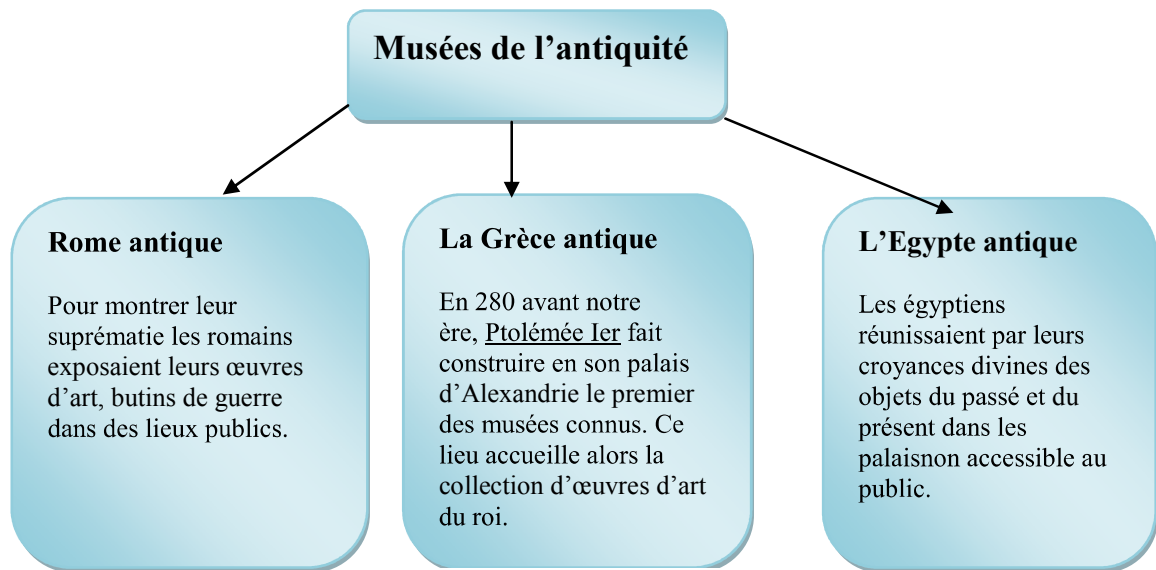 Musées de l’antiquité
Rome antique
Pour montrer leur
suprématie les romains
exposaient leurs œuvres
d’art, butins de guerre
dans des lieux publics.
La Grèce antique
En 280 avant notre
ère, Ptolémée Ier fait
construire en son palais
d’Alexandrie le premier
des musées connus. Ce
lieu accueille alors la
collection d’œuvres d’art
du roi.
L’Egypte antique
Les égyptiens
réunissaient par leurs
croyances divines des
objets du passé et du
présent dans les
palaisnon accessible au
public.